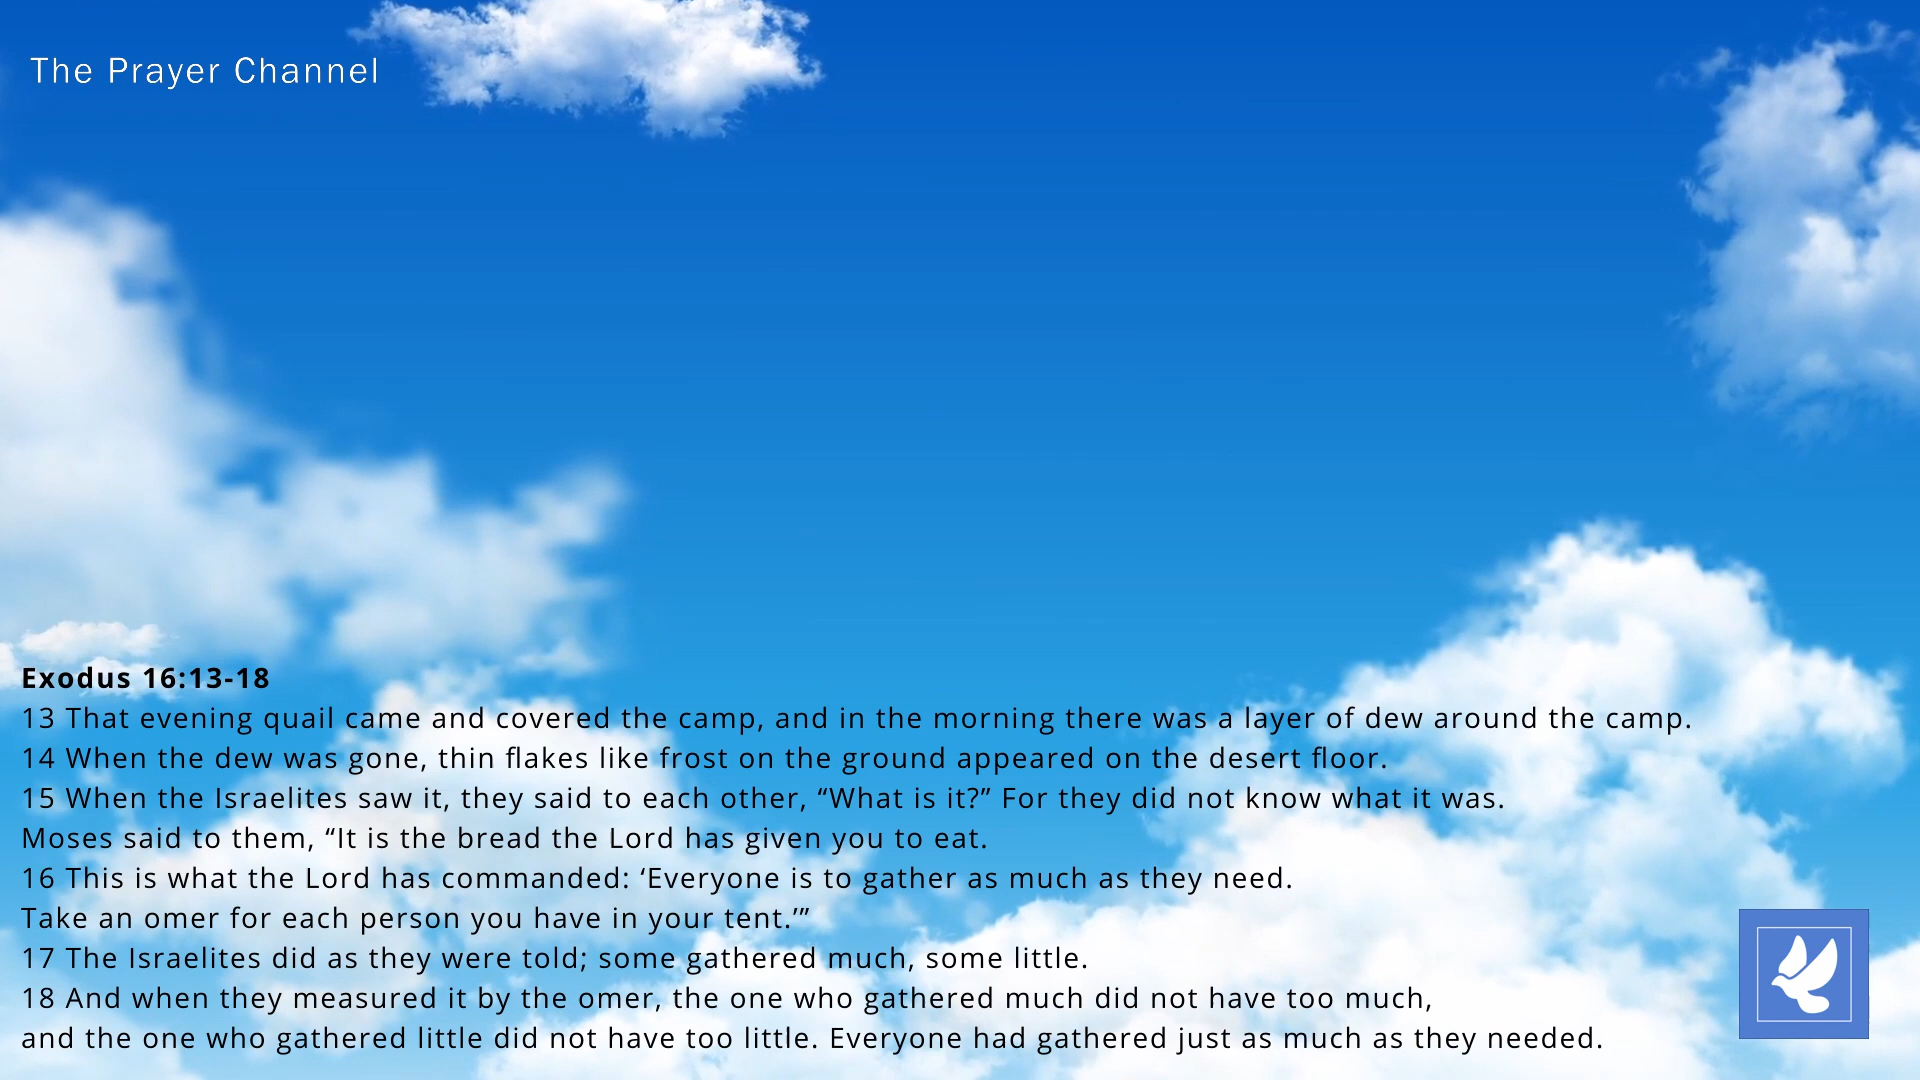 The Prayer Channel
Exodus 16:13-18
13 That evening quail came and covered the camp, and in the morning there was a layer of dew around the camp.
14 When the dew was gone, thin flakes like frost on the ground appeared on the desert floor.
15 When the Israelites saw it, they said to each other, “What is it?” For they did not know what it was.
Moses said to them, “It is the bread the Lord has given you to eat.
16 This is what the Lord has commanded: ‘Everyone is to gather as much as they need.
Take an omer for each person you have in your tent.’”
17 The Israelites did as they were told; some gathered much, some little.
18 And when they measured it by the omer, the one who gathered much did not have too much,
and the one who gathered little did not have too little. Everyone had gathered just as much as they needed.